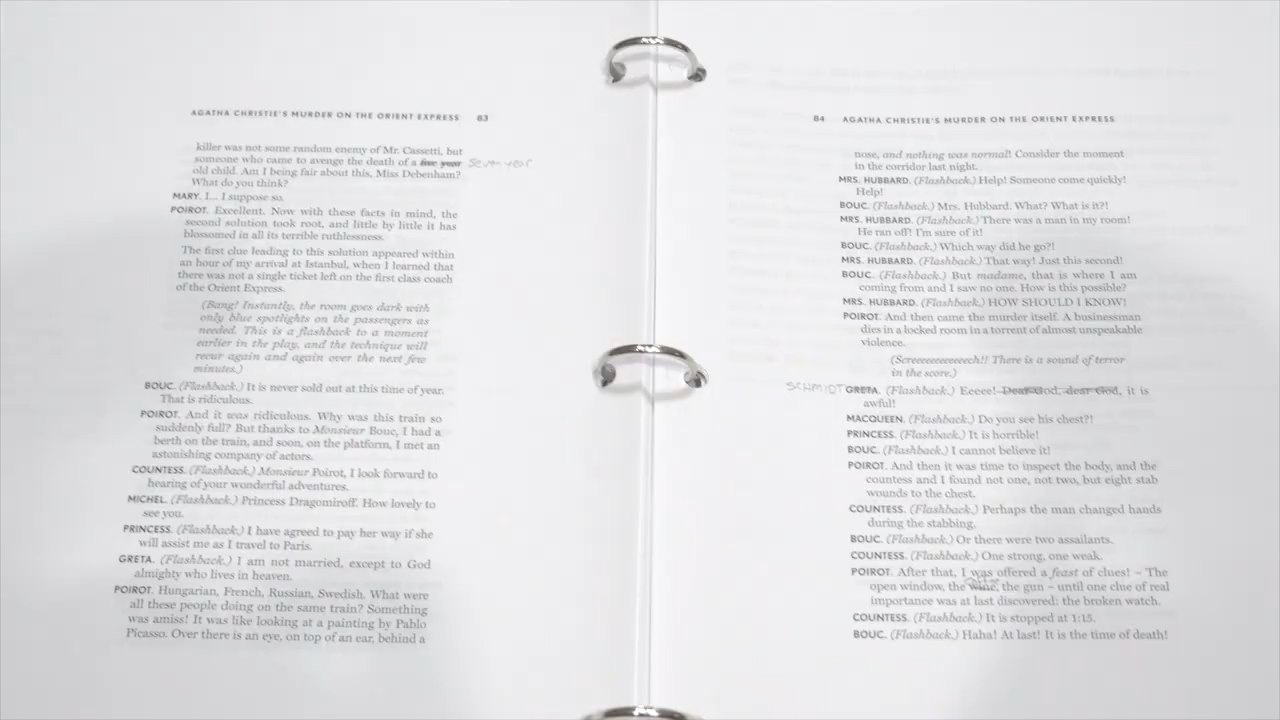 AGATHA CHRISTIE'S MURDER ON THE ORIENT EXPRESS 83
killer was not some random enemy of Mr. Cassetti, but
someone who came to avenge the death of a five year seven year
old child. Am I being fair about this, Miss Debenham?
What do you think?
MARY. I... I suppose so.
POIROT. Excellent. Now with these facts in mind, the
second solution took root, and little by little it has
blossomed in all its terrible ruthlessness.
The first clue leading to this solution appeared within
an hour of my arrival at Istanbul, when I learned that
there was not a single ticket left on the first class coach
of the Orient Express.
(Bang! Instantly, the room goes dark with
only blue spotlights on the passengers as
needed. This is a flashback to a moment
earlier in the play, and the technique will
recur again and again over the next few
minutes.)
BOUC. (Flashback.) It is never sold out at this time of year.
That is ridiculous.
POIROT. And it was ridiculous. Why was this train so
suddenly full? But thanks to Monsieur Bouc, I had a
berth on the train, and soon, on the platform, I met an
astonishing company of actors.
COUNTESS. (Flashback.) Monsieur Poirot, I look forward to
hearing of your wonderful adventures.
MICHEL. (Flashback.) Princess Dragomiroff. How lovely to
see you.
PRINCESS. (Flashback.) I have agreed to pay her way if she
will assist me as I travel to Paris.
GRETA. (Flashback.) I am not married, except to God
almighty who lives in heaven.
POIROT. Hungarian, French, Russian, Swedish. What were
all these people doing on the same train? Something
was amiss! It was like looking at a painting by Pablo
Picasso. Over there is an eye, on top of an ear, behind a
84 AGATHA CHRISTIE'S MURDER ON THE ORIENT EXPRESS
nose, and nothing was normal! Consider the moment
in the corridor last night.
MRS. HUBBARD. (Flashback.) Help! Someone come quickly!
Help!
BOUC. (Flashback.) Mrs. Hubbard. What? What is it?!
MRS. HUBBARD. (Flashback.) There was a man in my room!
He ran off! I'm sure of it!
BOUC. (Flashback.) Which way did he go?!
MRS. HUBBARD. (Flashback.) That way! Just this second!
BOUC. (Flashback.) But madame, that is where I am
coming from and I saw no one. How is this possible?
MRS. HUBBARD. (Flashback.) HOW SHOULD I KNOW!
POIROT. And then came the murder itself. A businessman
dies in a locked room in a torrent of almost unspeakable
violence.
(Screeeeeeeeeech!! There is a sound of terror
in the score.)
SCHMIDT GRETA. (Flashback.) Eeeee! Dear God, dear God, it is
awful!
MACQUEEN. (Flashback.) Do you see his chest?!
PRINCESS. (Flashback.) It is horrible!
BOUC. (Flashback.) I cannot believe it!
POIROT. And then it was time to inspect the body, and the
countess and I found not one, not two, but eight stab
wounds to the chest.
COUNTESS. (Flashback.) Perhaps the man changed hands
during the stabbing.
BOUC. (Flashback.) Or there were two assailants.
COUNTESS. (Flashback.) One strong, one weak.
POIROT. After that, I was offered a feast of clues! – The
open window, the wine, the gun – until one clue of real
importance was at last discovered: the broken watch.
COUNTESS. (Flashback.) It is stopped at 1:15.
BOUC. (Flashback.) Haha! At last! It is the time of death!